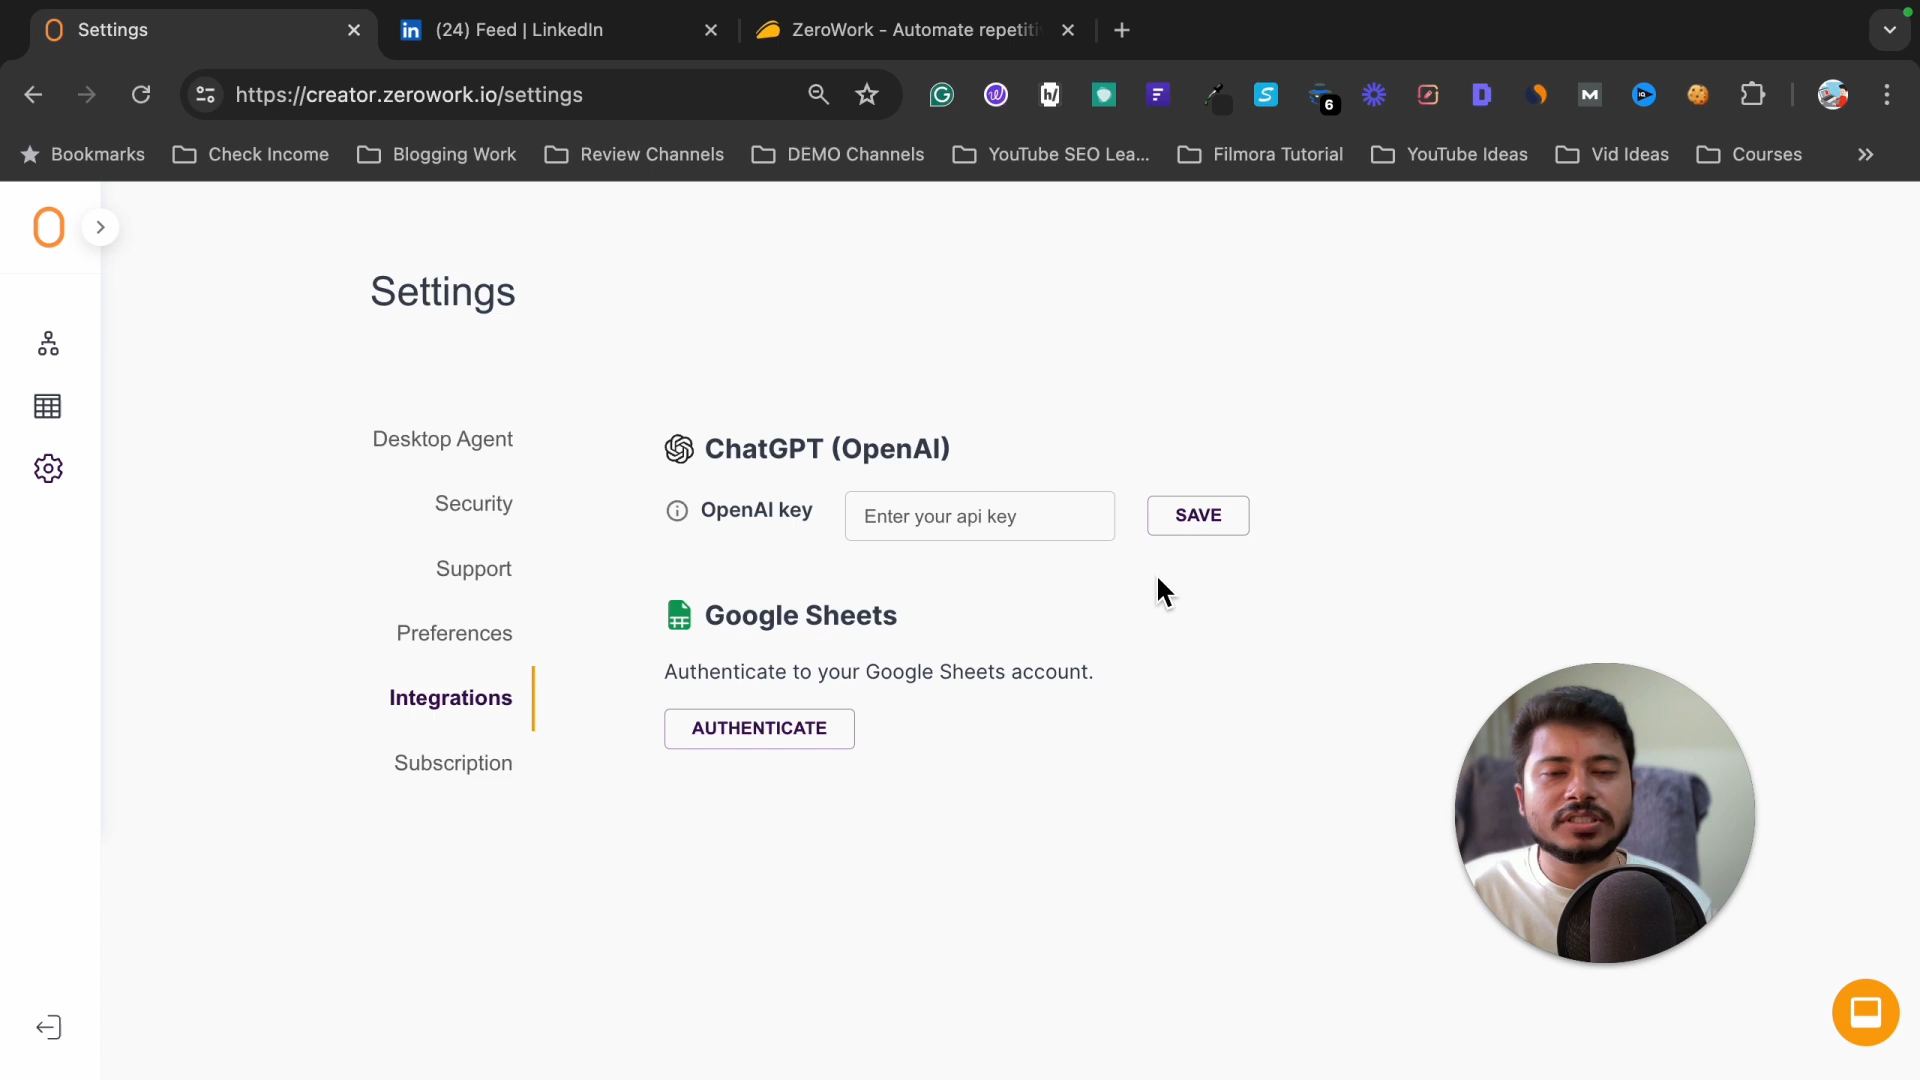 Settings
(24) Feed | LinkedIn
ZeroWork - Automate repetiti
https://creator.zerowork.io/settings
6
Bookmarks
Check Income
Blogging Work
Review Channels
DEMO Channels
YouTube SEO Lea...
Filmora Tutorial
YouTube Ideas
Vid Ideas
Courses
Settings
Desktop Agent
Security
Support
Preferences
Integrations
Subscription
ChatGPT (OpenAI)
OpenAI key
Enter your api key
SAVE
Google Sheets
Authenticate to your Google Sheets account.
AUTHENTICATE